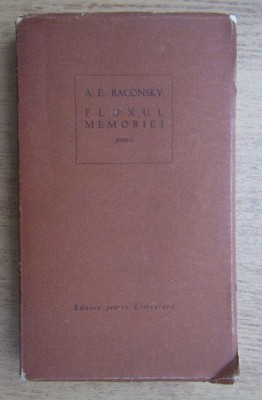 A. E. BACONSKY
FLUXUL
MEMORIEI
poezii
Editura pentru Literatură